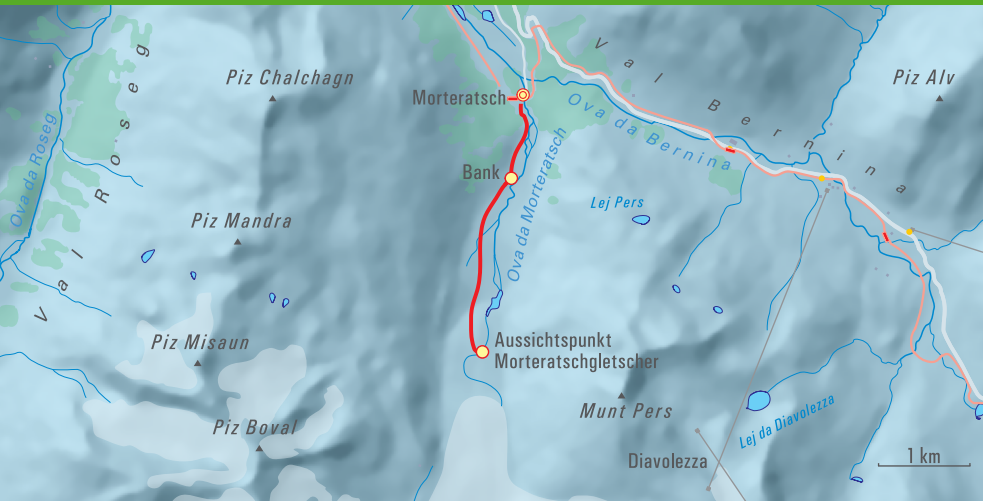 Val Bernina
Piz Chalchagn
Piz Alv
Morteratsch
Ova da Bernina
Val Roseg
Ova da Roseg
Bank
Ova da Morteratsch
Lej Pers
Piz Mandra
Piz Misaun
Aussichtspunkt
Morteratschgletscher
Munt Pers
Lej da Diavolezza
Piz Boval
Diavolezza
1 km